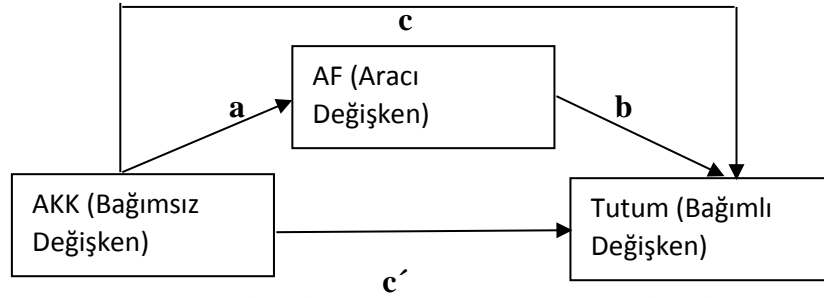 c
AF (Aracı
Değişken)
a
b
AKK (Bağımsız
Değişken)
Tutum (Bağımlı
Değişken)
c´